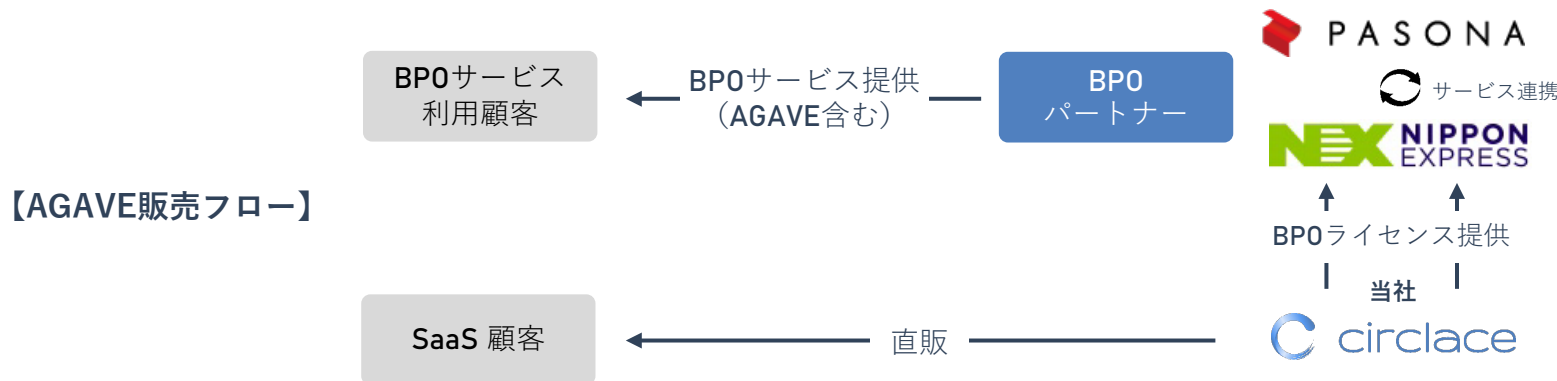 PASONA
BPOサービス
利用顧客
BPOサービス提供
(AGAVE含む)
BPO
パートナー
サービス連携
NX NIPPON
EXPRESS
【AGAVE販売フロー】
BPOライセンス提供
当社
SaaS 顧客
直販
circlace